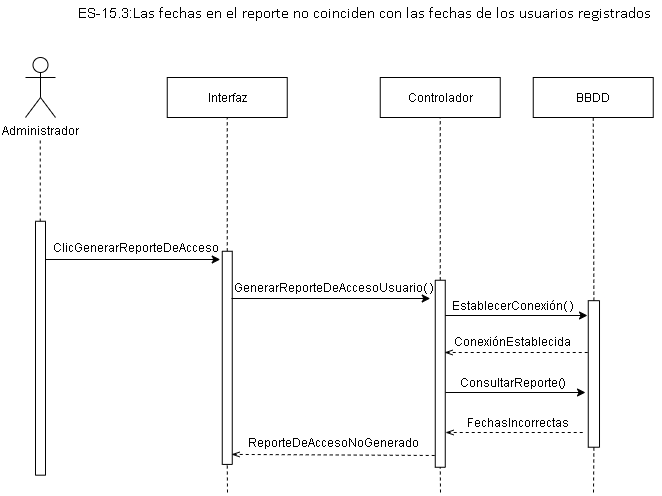 ES-15.3:Las fechas en el reporte no coinciden con las fechas de los usuarios registrados
Administrador
Interfaz
Controlador
BBDD
ClicGenerarReporteDeAcceso
GenerarReporteDeAccesoUsuario()
EstablecerConexión()
ConexiónEstablecida
ConsultarReporte()
FechasIncorrectas
ReporteDeAccesoNoGenerado